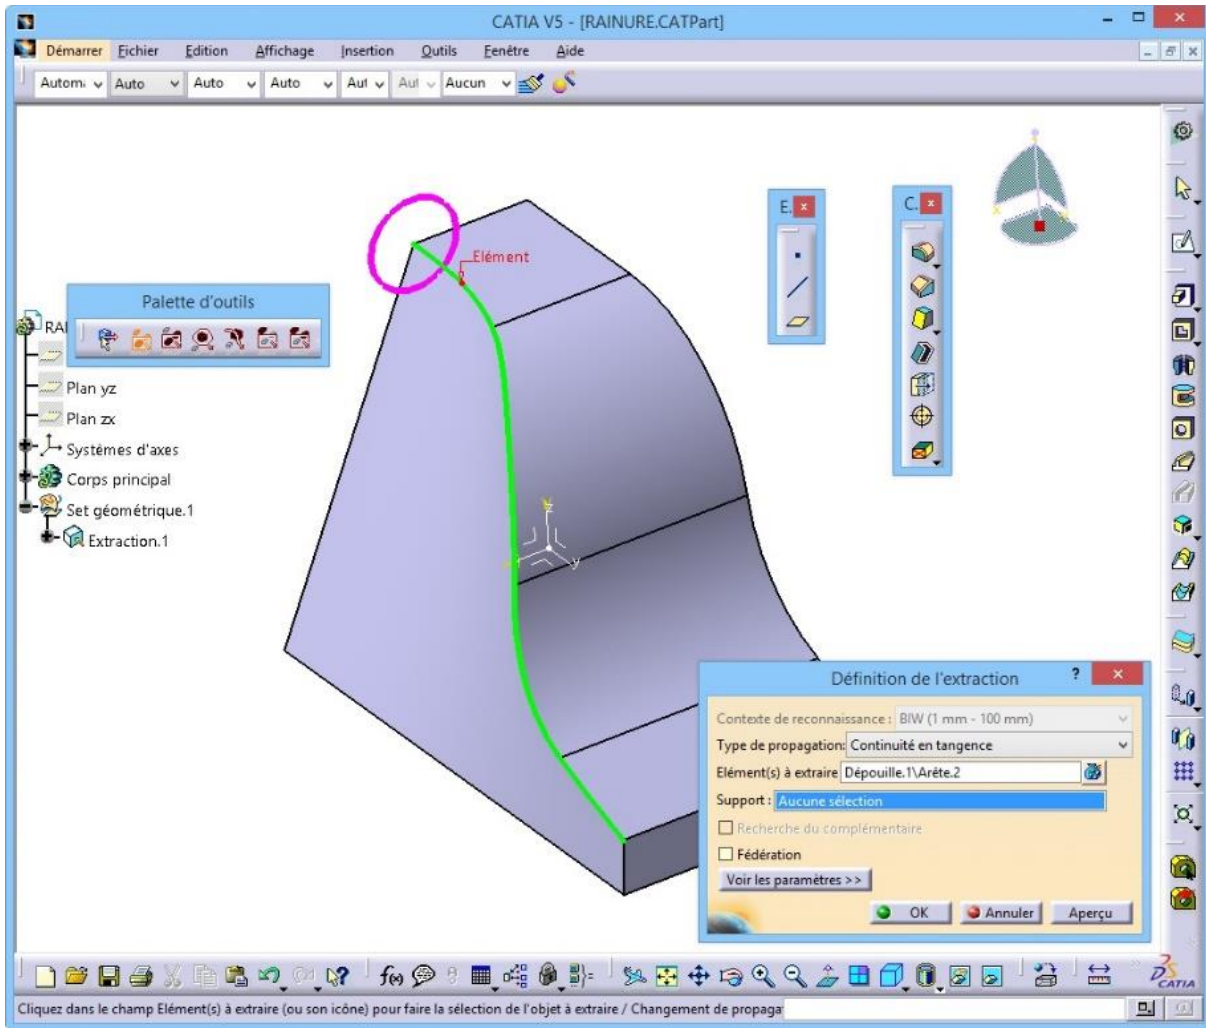 CATIA V5 - [RAINURE.CATPart]
Démarrer Fichier Edition Affichage Insertion Outils Fenêtre Aide
Auto Auto Auto Aucun
E.
C.
Elément
Palette d'outils
RAI
Plan yz
Plan zx
Systèmes d'axes
Corps principal
Set géométrique.1
Extraction.1
z
y
Définition de l'extraction ?
Contexte de reconnaissance : BIW (1 mm - 100 mm)
Type de propagation: Continuité en tangence
Elément(s) à extraire Dépouille.1\Arête.2
Support : Aucune sélection
Recherche du complémentaire
Fédération
Voir les paramètres >>
OK Annuler Aperçu
f(x)
CATIA
Cliquez dans le champ Elément(s) à extraire (ou son icône) pour faire la sélection de l'objet à extraire / Changement de propaga